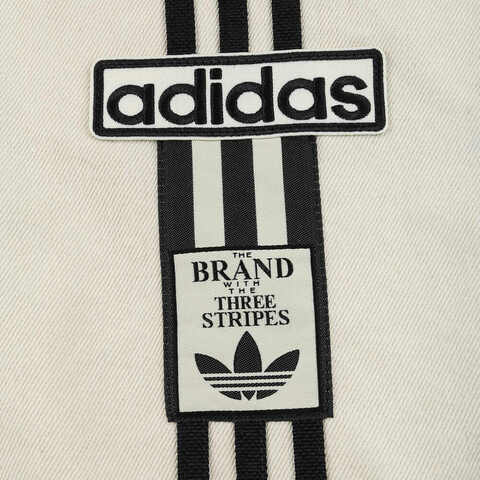 adidas
THE
BRAND
WITH
THE
THREE
STRIPES